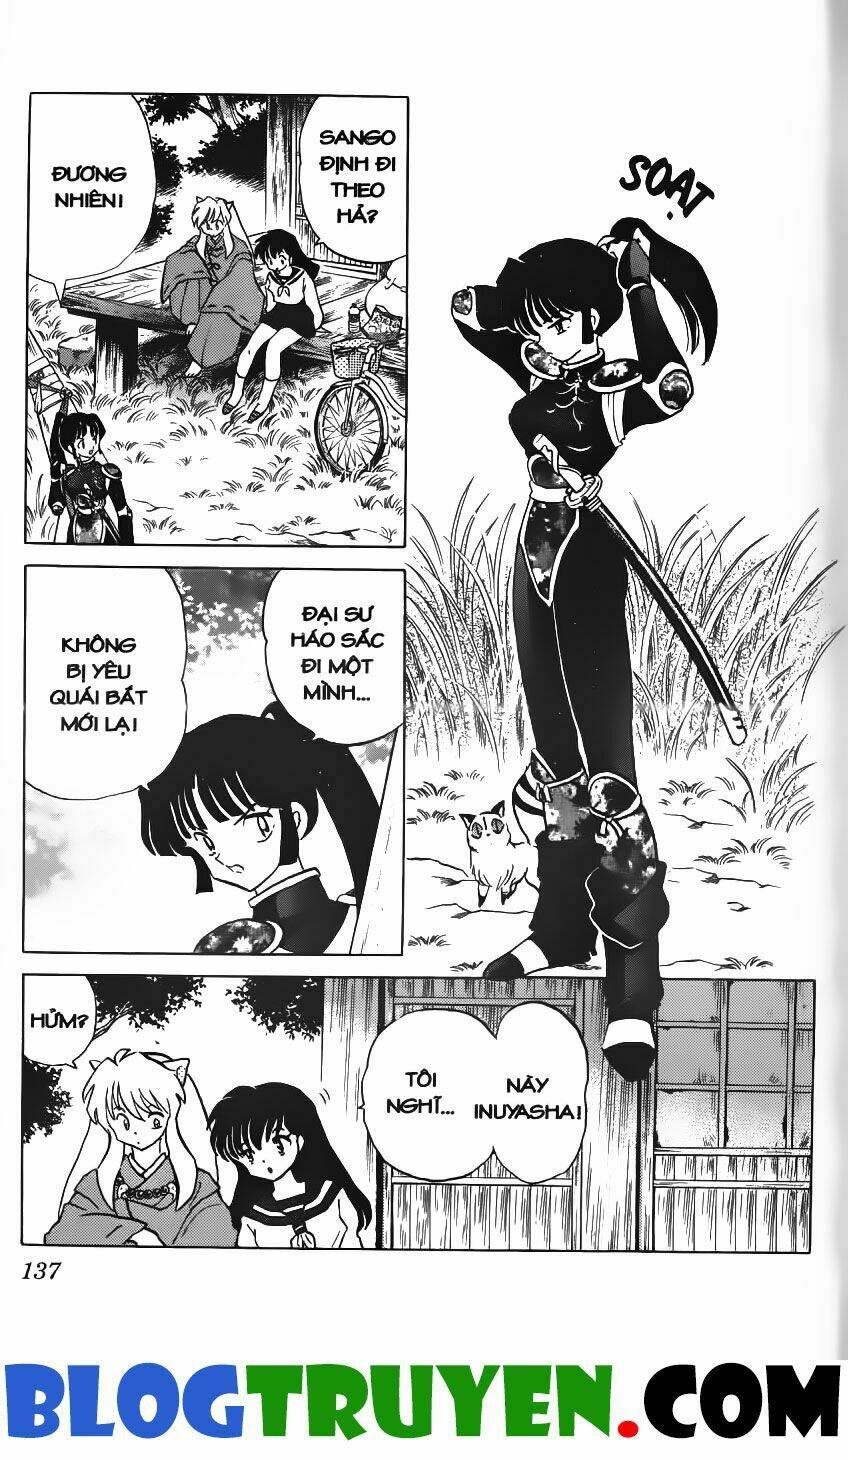 SOẠT
SANGO
ĐỊNH ĐI
THEO
HẢ?
ĐƯƠNG
NHIÊN!
ĐẠI SƯ
HÁO SẮC
ĐI MỘT
MÌNH...
KHÔNG
BỊ YÊU
QUÁI BẮT
MỚI LẠ!
NÀY
INUYASHA!
TÔI
NGHĨ...
HỬM?
137
BLOGTRUYEN.COM